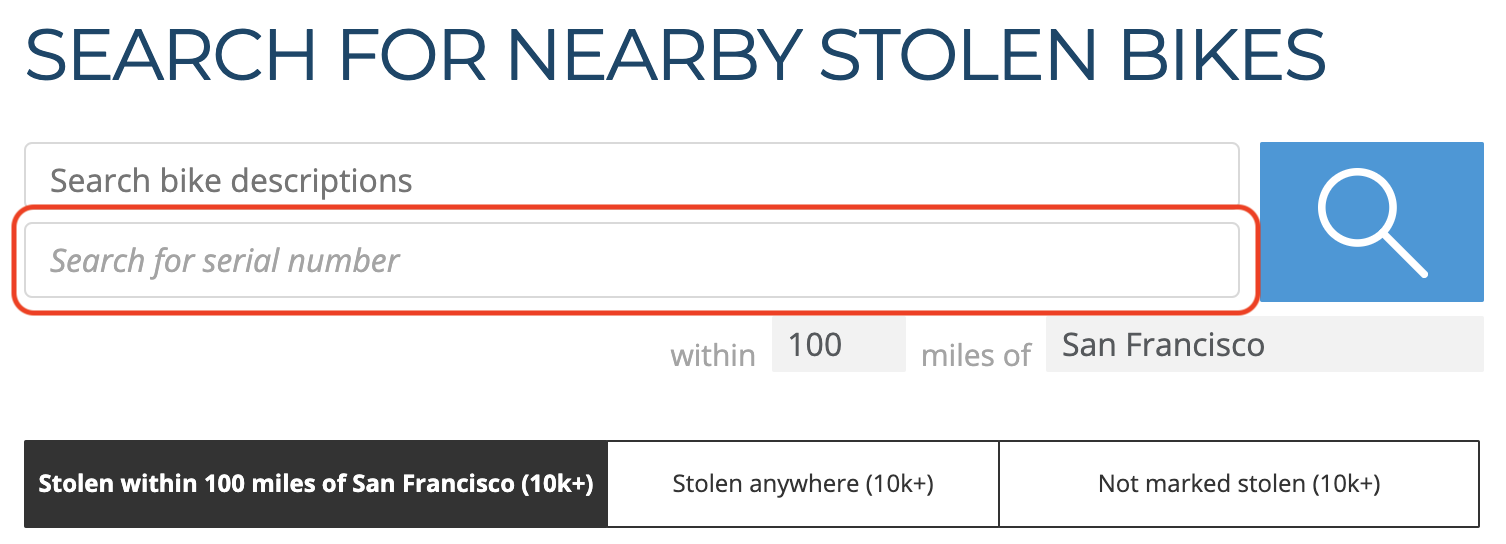 SEARCH FOR NEARBY STOLEN BIKES
Search bike descriptions
Search for serial number
within 100 miles of San Francisco
Stolen within 100 miles of San Francisco (10k+) Stolen anywhere (10k+) Not marked stolen (10k+)